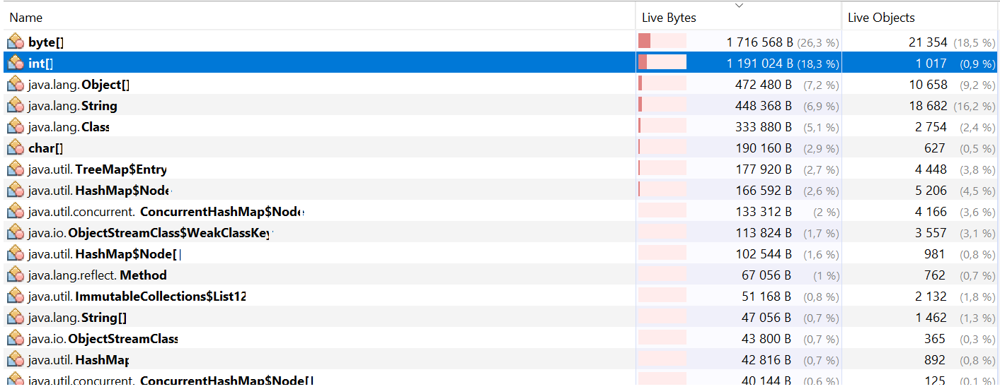 Name Live Bytes Live Objects
byte[] 1 716 568 B (26,3 %) 21 354 (18,5 %)
int[] 1 191 024 B (18,3 %) 1 017 (0,9 %)
java.lang.Object[] 472 480 B (7,2 %) 10 658 (9,2 %)
java.lang.String 448 368 B (6,9 %) 18 682 (16,2 %)
java.lang.Class 333 880 B (5,1 %) 2 754 (2,4 %)
char[] 190 160 B (2,9 %) 627 (0,5 %)
java.util.TreeMap$Entry 177 920 B (2,7 %) 4 448 (3,8 %)
java.util.HashMap$Node 166 592 B (2,6 %) 5 206 (4,5 %)
java.util.concurrent.ConcurrentHashMap$Node 133 312 B (2 %) 4 166 (3,6 %)
java.io.ObjectStreamClass$WeakClassKey 113 824 B (1,7 %) 3 557 (3,1 %)
java.util.HashMap$Node[] 102 544 B (1,6 %) 981 (0,8 %)
java.lang.reflect.Method 67 056 B (1 %) 762 (0,7 %)
java.util.ImmutableCollections$List12 51 168 B (0,8 %) 2 132 (1,8 %)
java.lang.String[] 47 056 B (0,7 %) 1 462 (1,3 %)
java.io.ObjectStreamClass 43 800 B (0,7 %) 365 (0,3 %)
java.util.HashMap 42 816 B (0,7 %) 892 (0,8 %)
java.util.concurrent.ConcurrentHashMap$Node[] 40 144 B (0,6 %) 125 (0,1 %)